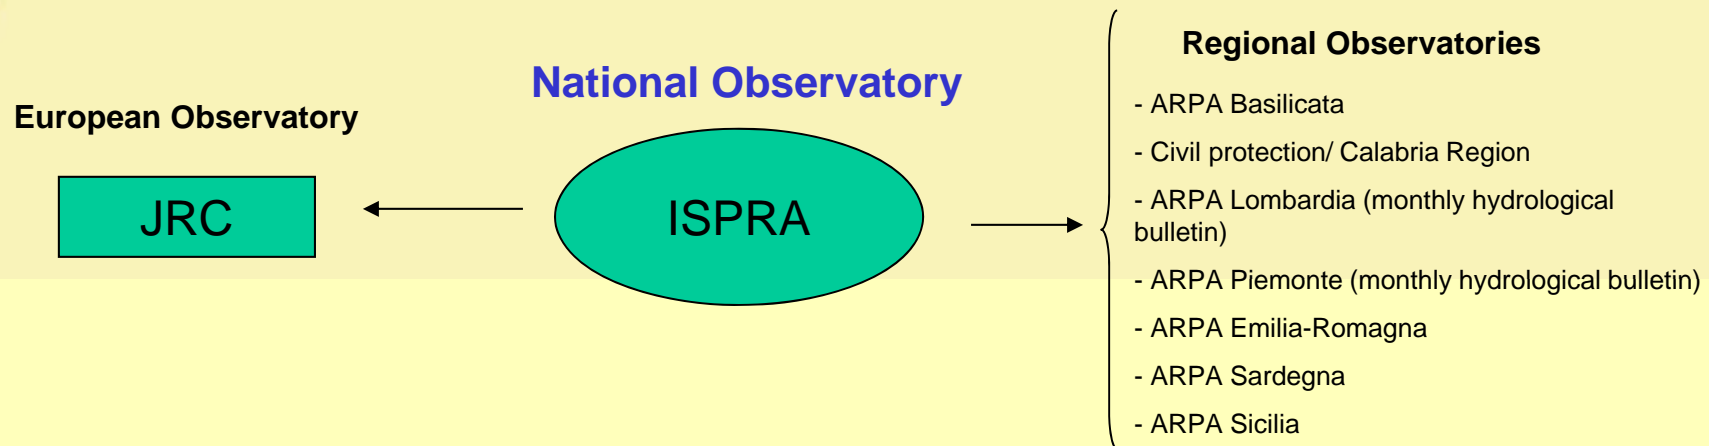 European Observatory
JRC
National Observatory
ISPRA
Regional Observatories
- ARPA Basilicata
- Civil protection/ Calabria Region
- ARPA Lombardia (monthly hydrological
bulletin)
- ARPA Piemonte (monthly hydrological bulletin)
- ARPA Emilia-Romagna
- ARPA Sardegna
- ARPA Sicilia